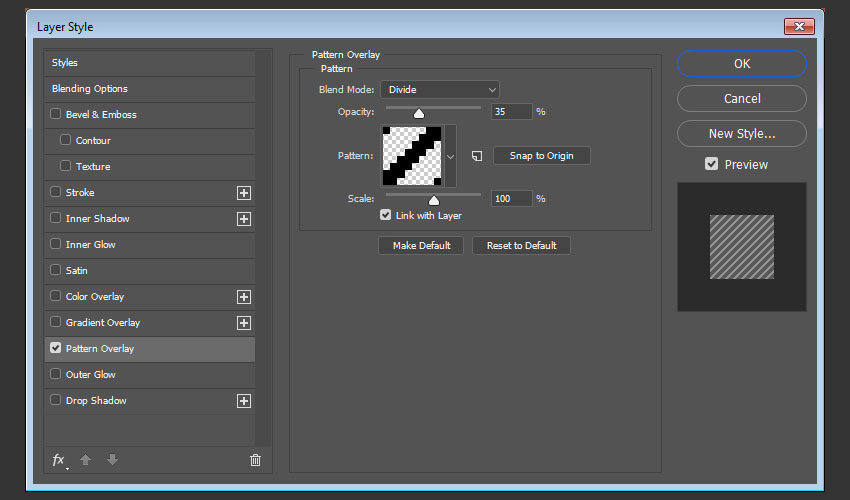 Layer Style
Styles
Blending Options
Bevel & Emboss
Contour
Texture
Stroke
Inner Shadow
Inner Glow
Satin
Color Overlay
Gradient Overlay
Pattern Overlay
Outer Glow
Drop Shadow
fx
Pattern Overlay
Pattern
Blend Mode: Divide
Opacity: 35 %
Pattern: Snap to Origin
Scale: 100 %
Link with Layer
Make Default Reset to Default
OK
Cancel
New Style...
Preview